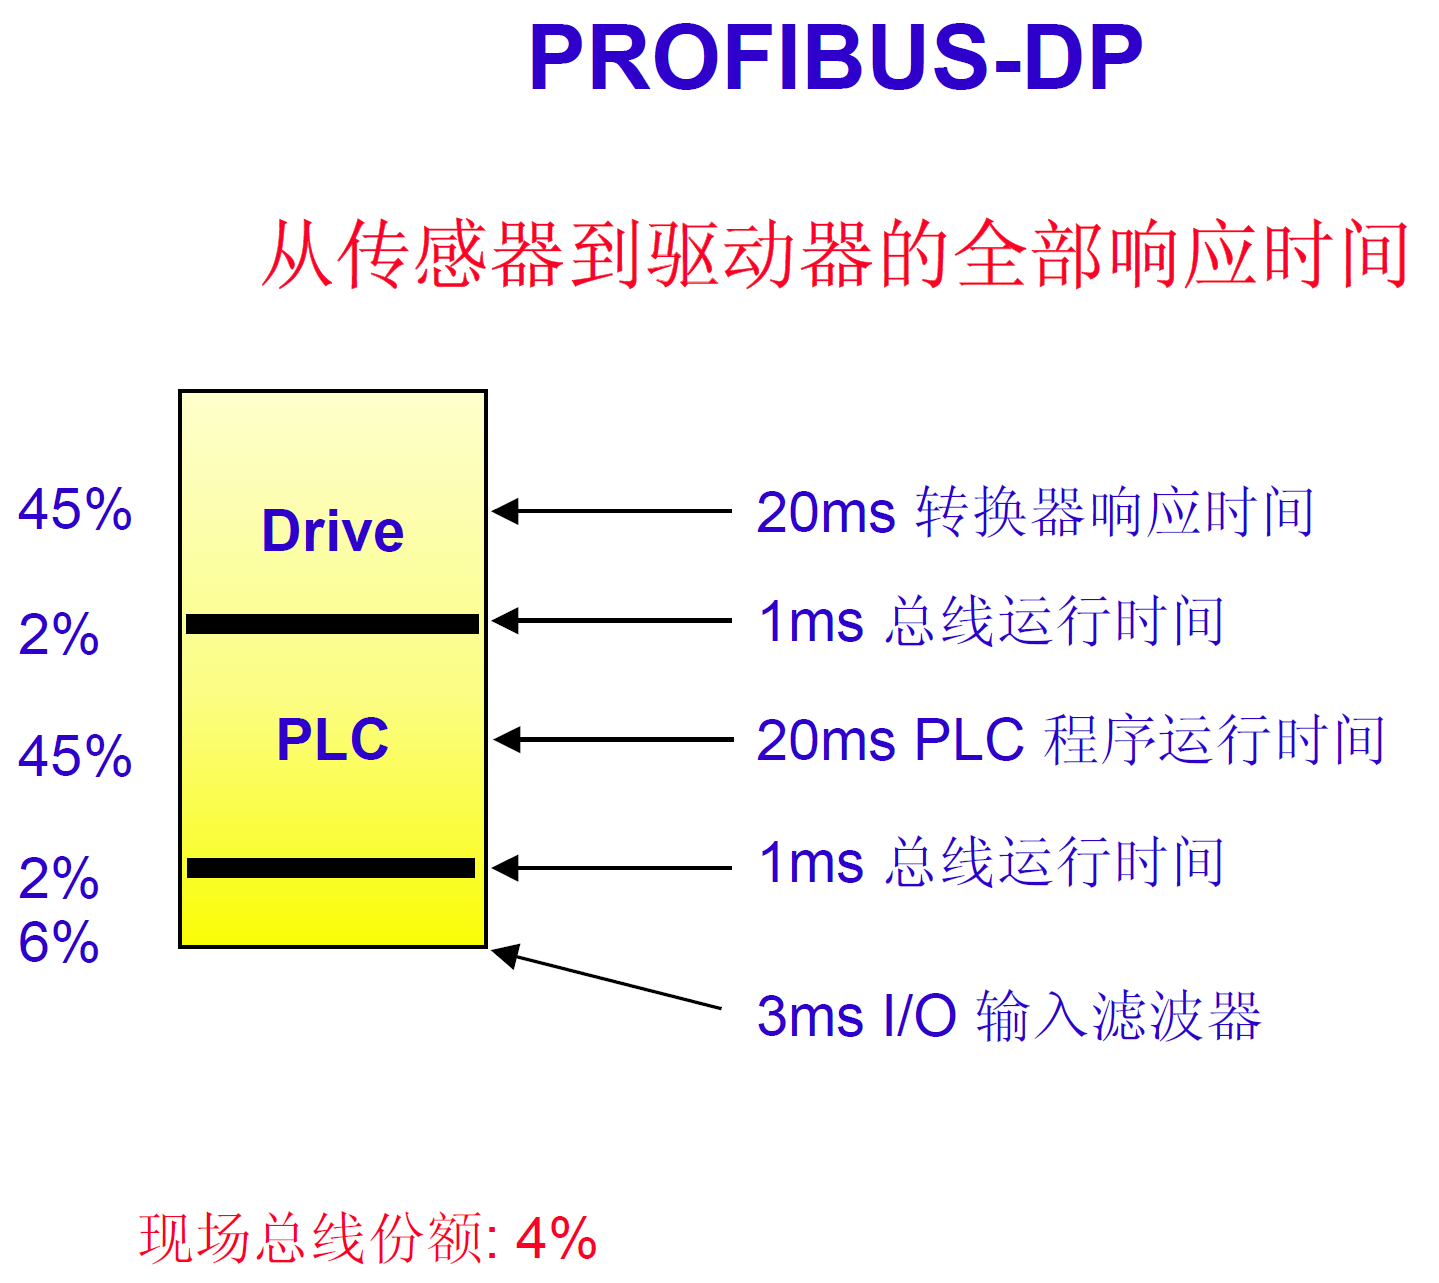 PROFIBUS-DP
从传感器到驱动器的全部响应时间
45%
Drive
20ms 转换器响应时间
2%
1ms 总线运行时间
45%
PLC
20ms PLC 程序运行时间
2%
1ms 总线运行时间
6%
3ms I/O 输入滤波器
现场总线份额: 4%